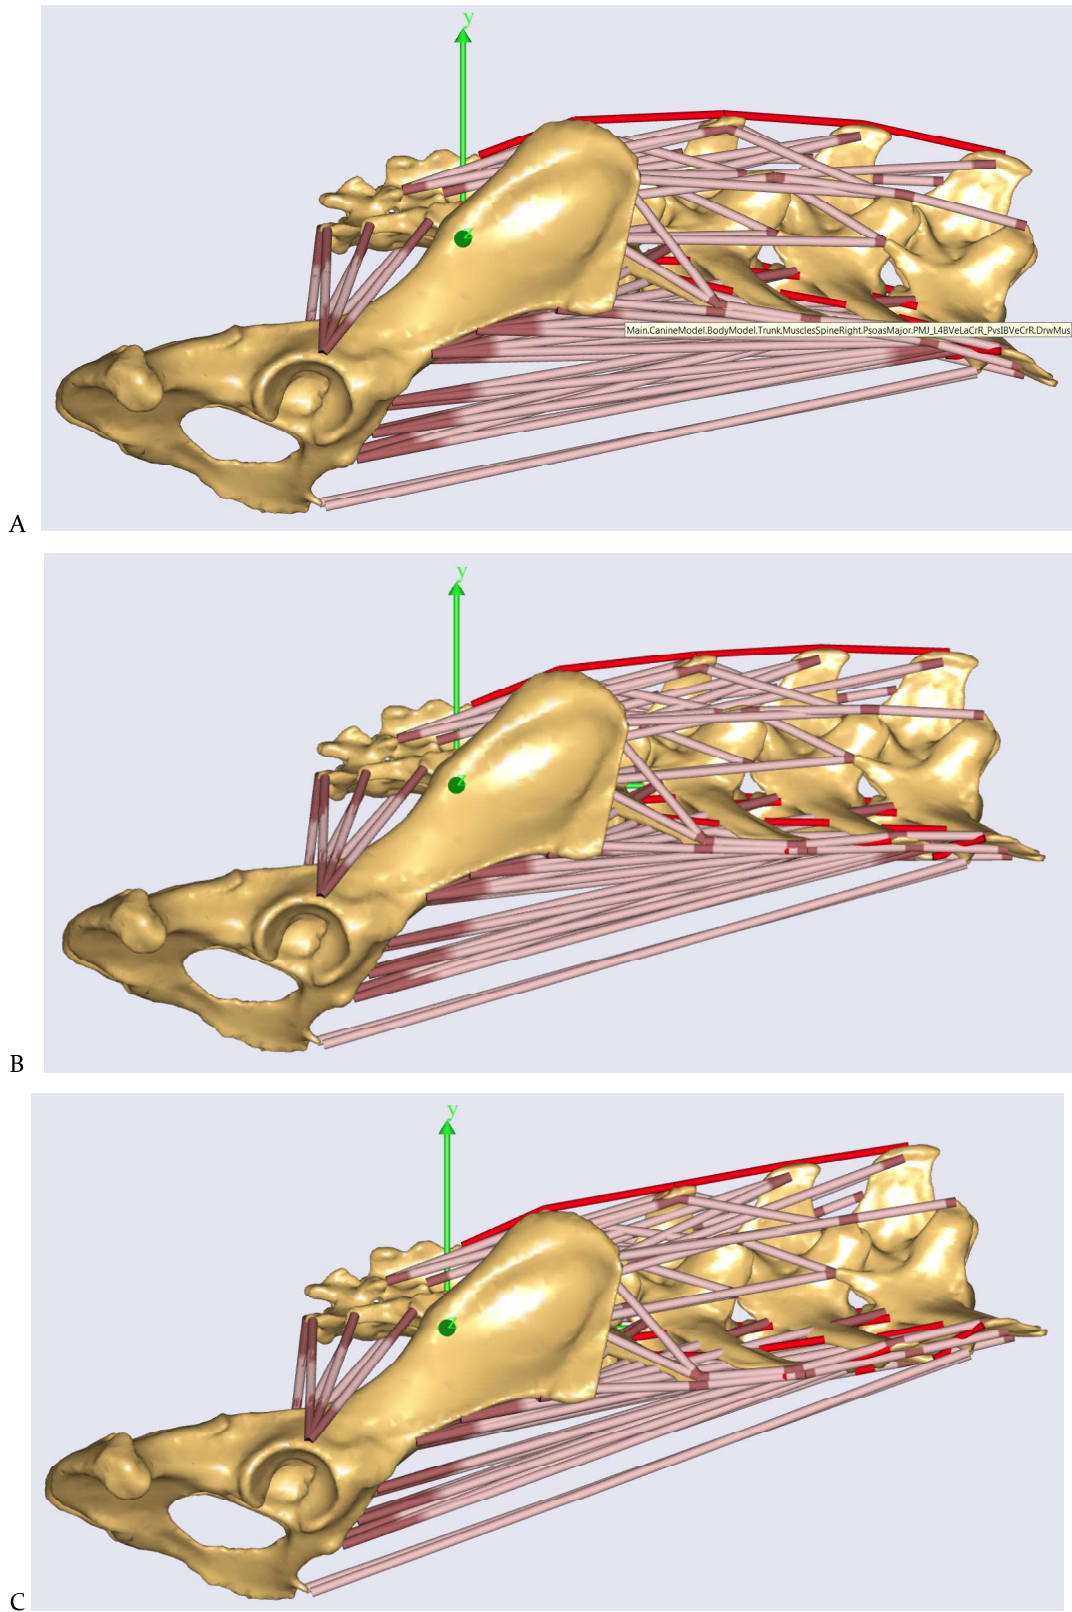 y
z
Main.CanineModel.BodyModel.Trunk.MusclesSpineRight.PsoasMajor.PMJ_L4BVeLaCrR_PvsIBVeCrR.DrwMus
A
y
z
B
y
z
C